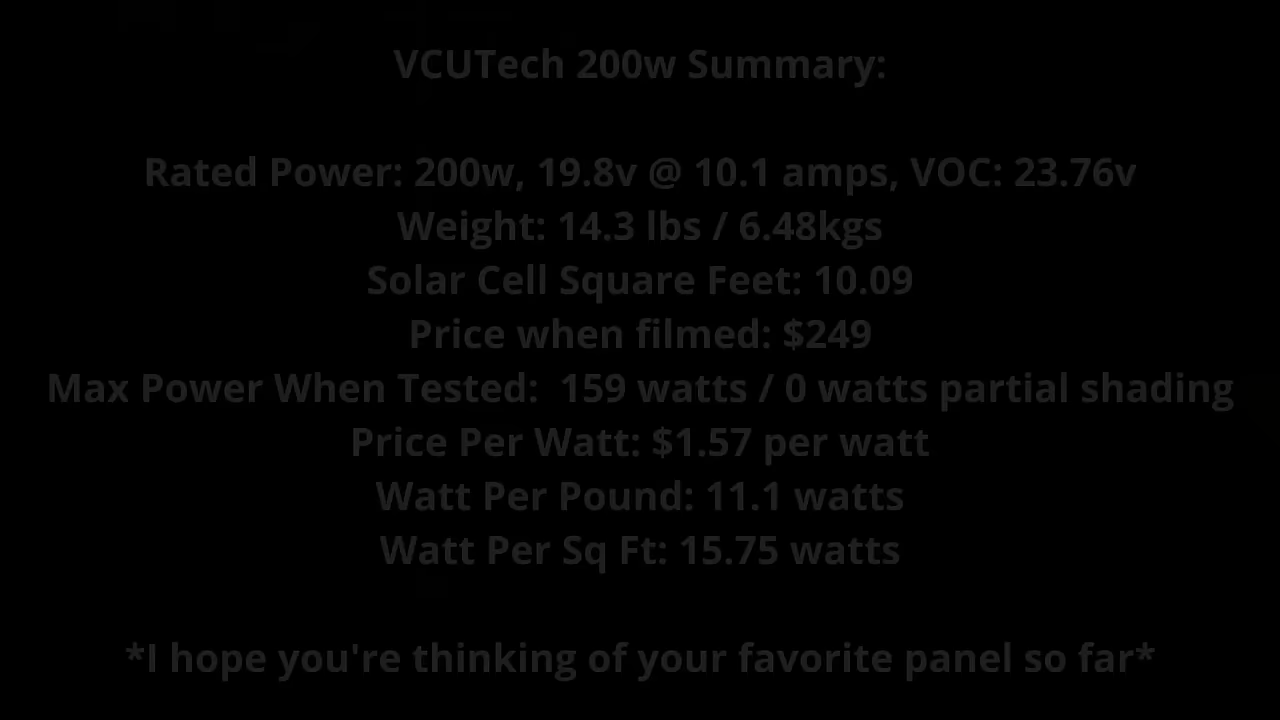 VCUTech 200w Summary:
Rated Power: 200w, 19.8v @ 10.1 amps, VOC: 23.76v
Weight: 14.3 lbs / 6.48kgs
Solar Cell Square Feet: 10.09
Price when filmed: $249
Max Power When Tested:  159 watts / 0 watts partial shading
Price Per Watt: $1.57 per watt
Watt Per Pound: 11.1 watts
Watt Per Sq Ft: 15.75 watts
*I hope you're thinking of your favorite panel so far*